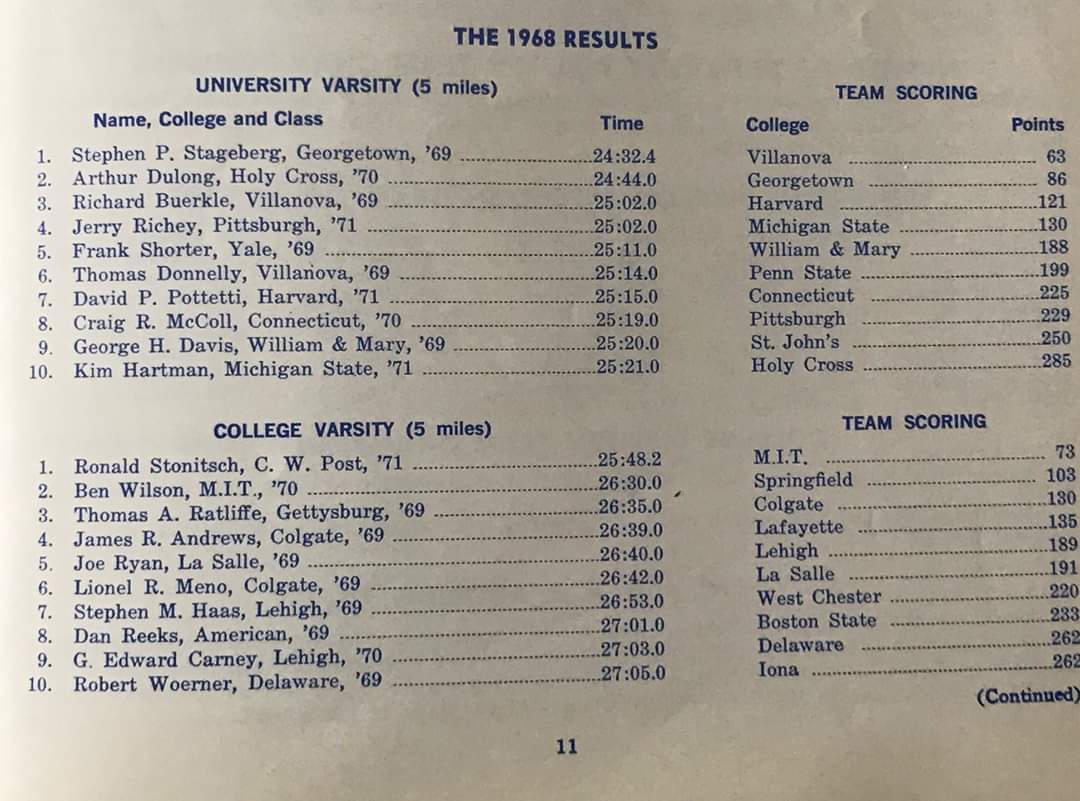 THE 1968 RESULTS
UNIVERSITY VARSITY (5 miles)
Name, College and Class Time
1. Stephen P. Stageberg, Georgetown, '69 ........................24:32.4
2. Arthur Dulong, Holy Cross, '70 ........................24:44.0
3. Richard Buerkle, Villanova, '69 ........................25:02.0
4. Jerry Richey, Pittsburgh, '71 ........................25:02.0
5. Frank Shorter, Yale, '69 ........................25:11.0
6. Thomas Donnelly, Villanova, '69 ........................25:14.0
7. David P. Pottetti, Harvard, '71 ........................25:15.0
8. Craig R. McColl, Connecticut, '70 ........................25:19.0
9. George H. Davis, William & Mary, '69 ........................25:20.0
10. Kim Hartman, Michigan State, '71 ........................25:21.0
TEAM SCORING
College Points
Villanova ........................ 63
Georgetown ........................ 86
Harvard ........................121
Michigan State ........................130
William & Mary ........................188
Penn State ........................199
Connecticut ........................225
Pittsburgh ........................229
St. John's ........................250
Holy Cross ........................285
COLLEGE VARSITY (5 miles)
1. Ronald Stonitsch, C. W. Post, '71 ........................25:48.2
2. Ben Wilson, M.I.T., '70 ........................26:30.0
3. Thomas A. Ratliffe, Gettysburg, '69 ........................26:35.0
4. James R. Andrews, Colgate, '69 ........................26:39.0
5. Joe Ryan, La Salle, '69 ........................26:40.0
6. Lionel R. Meno, Colgate, '69 ........................26:42.0
7. Stephen M. Haas, Lehigh, '69 ........................26:53.0
8. Dan Reeks, American, '69 ........................27:01.0
9. G. Edward Carney, Lehigh, '70 ........................27:03.0
10. Robert Woerner, Delaware, '69 ........................27:05.0
TEAM SCORING
M.I.T. ........................ 73
Springfield ........................ 103
Colgate ........................130
Lafayette ........................135
Lehigh ........................189
La Salle ........................191
West Chester ........................220
Boston State ........................233
Delaware ........................262
Iona ........................262
(Continued)
11